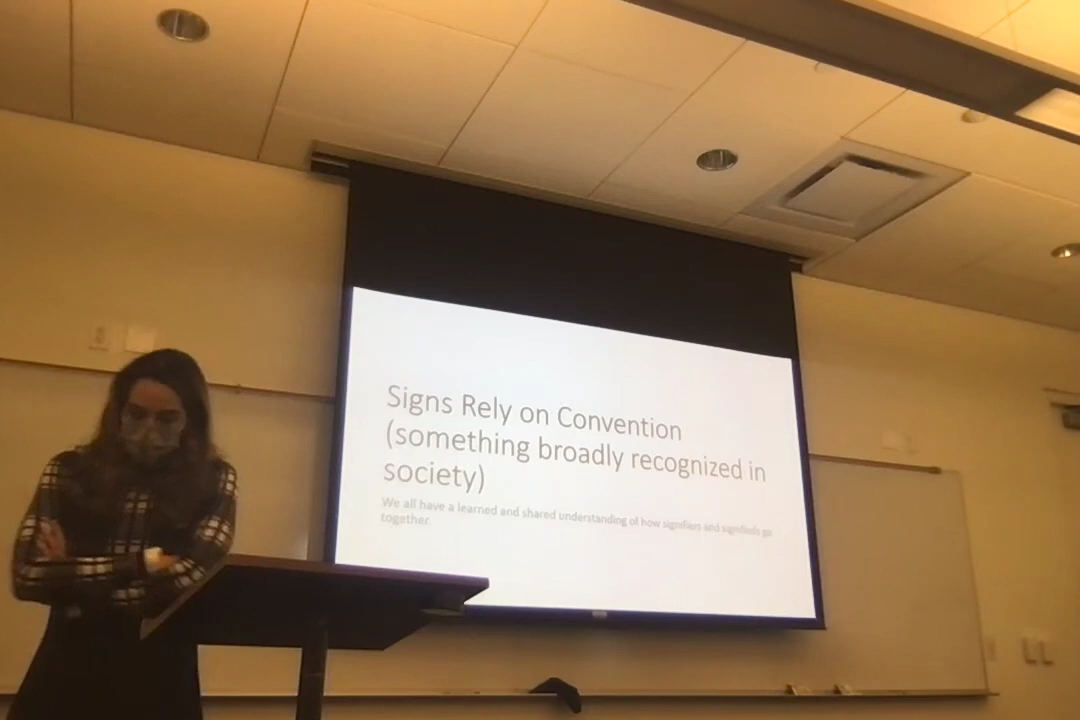 Signs Rely on Convention
(something broadly recognized in
society)
We all have a learned and shared understanding of how signifiers and signifieds go
together.